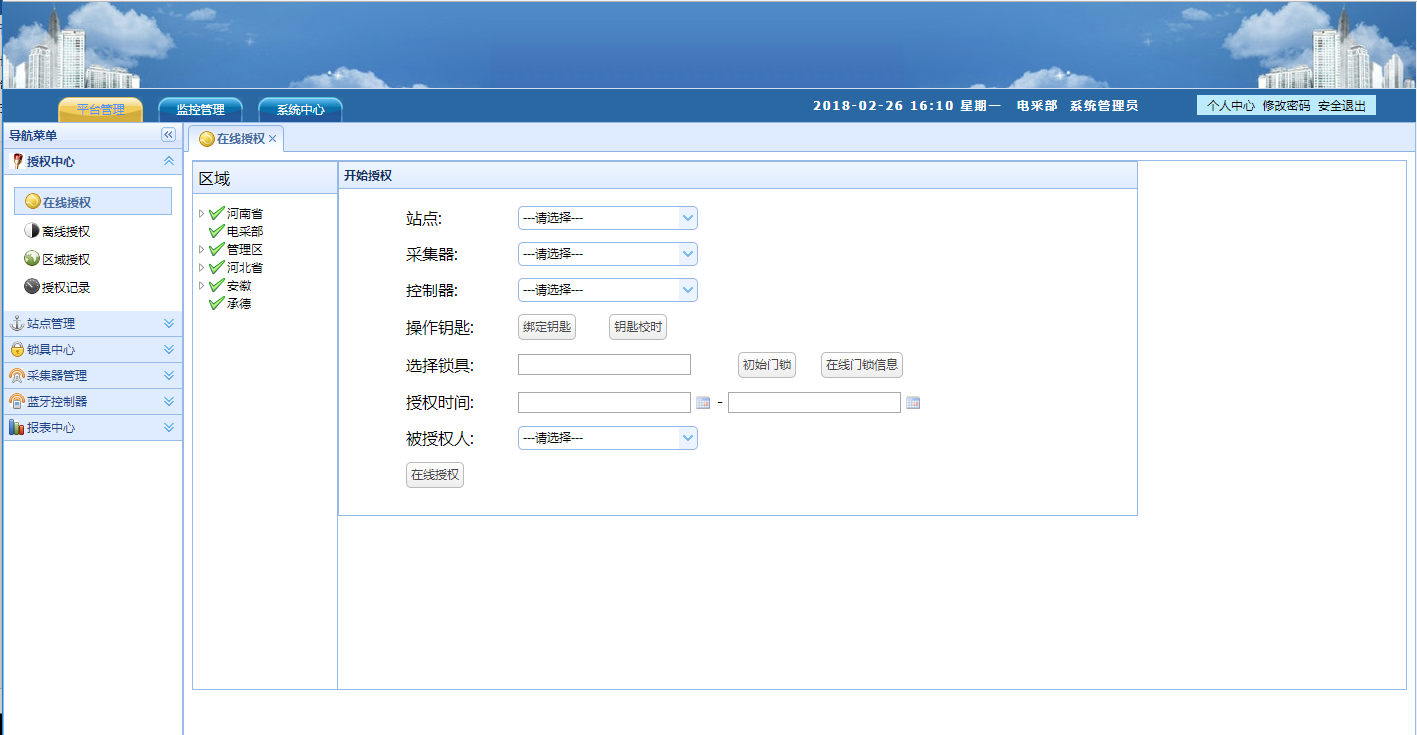 平台管理 监控管理 系统中心 2018-02-26 16:10 星期一 电采部 系统管理员 个人中心 修改密码 安全退出
导航菜单
授权中心
在线授权
离线授权
区域授权
授权记录
站点管理
锁具中心
采集器管理
蓝牙控制器
报表中心
在线授权
区域
河南省
电采部
管理区
河北省
安徽
承德
开始授权
站点: ---请选择---
采集器: ---请选择---
控制器: ---请选择---
操作钥匙: 绑定钥匙 钥匙校时
选择锁具: 初始门锁 在线门锁信息
授权时间: -
被授权人: ---请选择---
在线授权